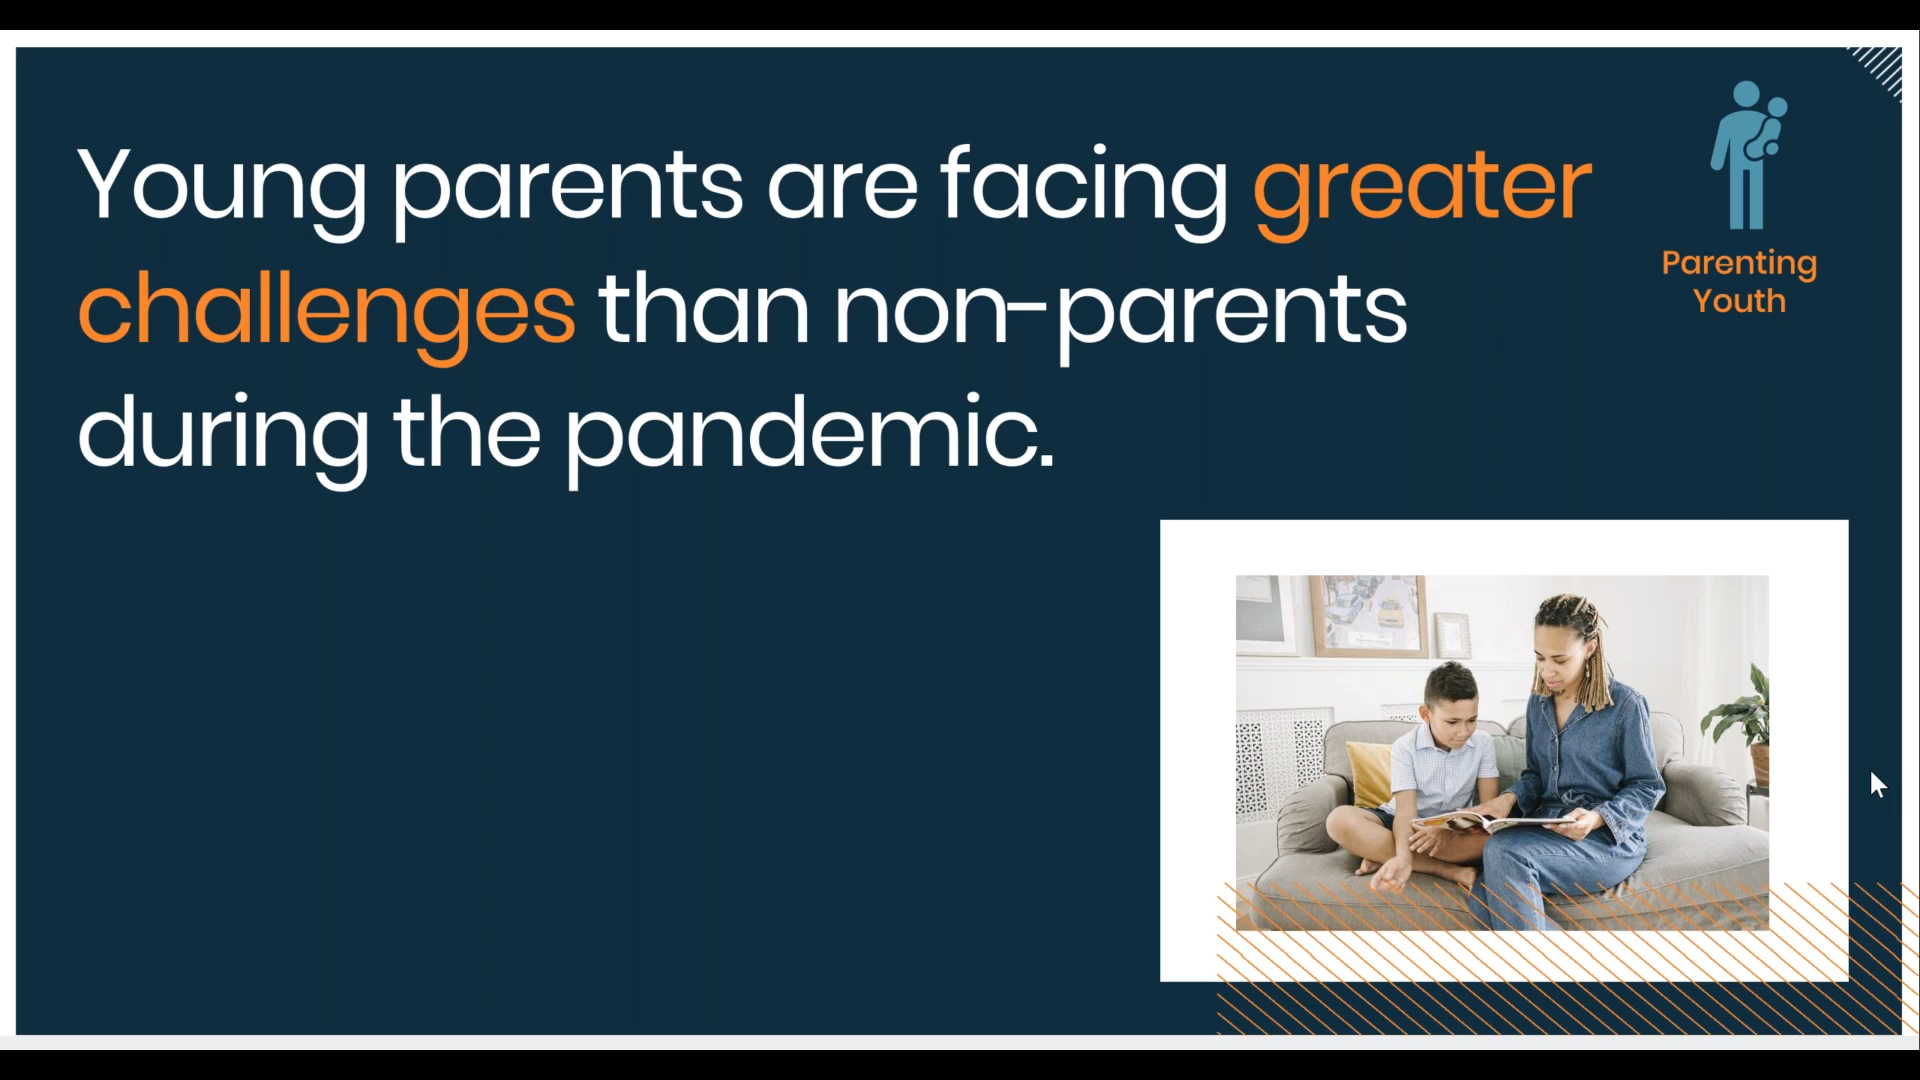 Young parents are facing greater
challenges than non-parents
during the pandemic.
Parenting
Youth